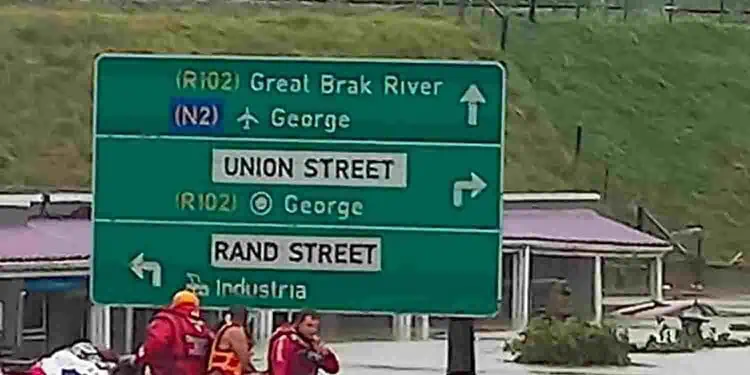 (R102) Great Brak River
(N2) George
UNION STREET
(R102) George
RAND STREET
Industria